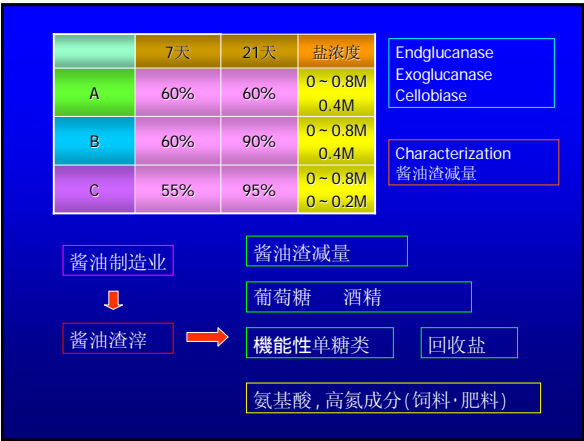 7天 21天 盐浓度
A 60% 60% 0～0.8M
0.4M
B 60% 90% 0～0.8M
0.4M
C 55% 95% 0～0.8M
0～0.2M
Endglucanase
Exoglucanase
Cellobiase
Characterization
酱油渣减量
酱油制造业
酱油渣滓
酱油渣减量
葡萄糖 酒精
機能性单糖类 回收盐
氨基酸,高氮成分(饲料·肥料)